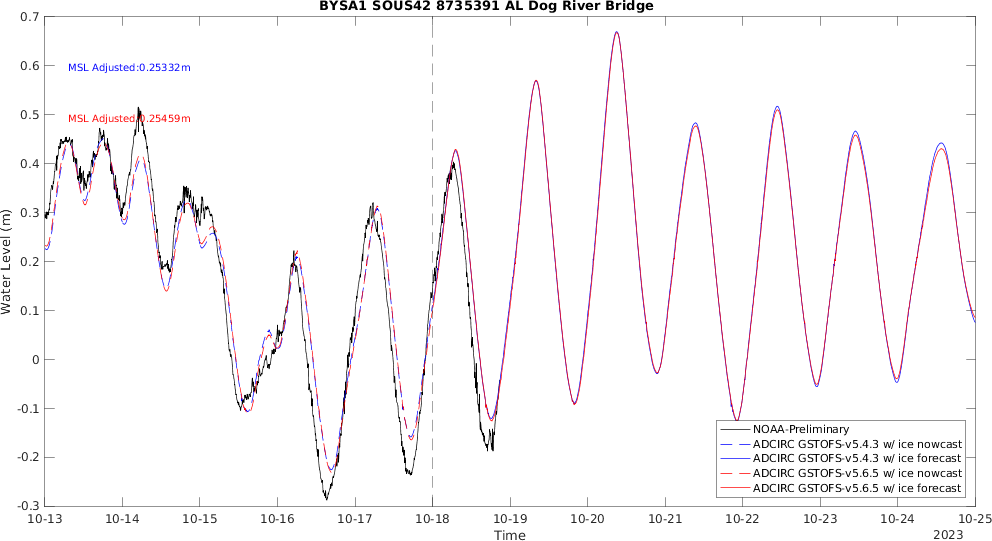 BYSA1 SOUS42 8735391 AL Dog River Bridge
0.7
0.6
0.5
0.4
0.3
0.2
0.1
0
-0.1
-0.2
-0.3
Water Level (m)
MSL Adjusted:0.25332m
MSL Adjusted:0.25459m
NOAA-Preliminary
ADCIRC GSTOFS-v5.4.3 w/ ice nowcast
ADCIRC GSTOFS-v5.4.3 w/ ice forecast
ADCIRC GSTOFS-v5.6.5 w/ ice nowcast
ADCIRC GSTOFS-v5.6.5 w/ ice forecast
10-13 10-14 10-15 10-16 10-17 10-18 10-19 10-20 10-21 10-22 10-23 10-24 10-25
Time
2023